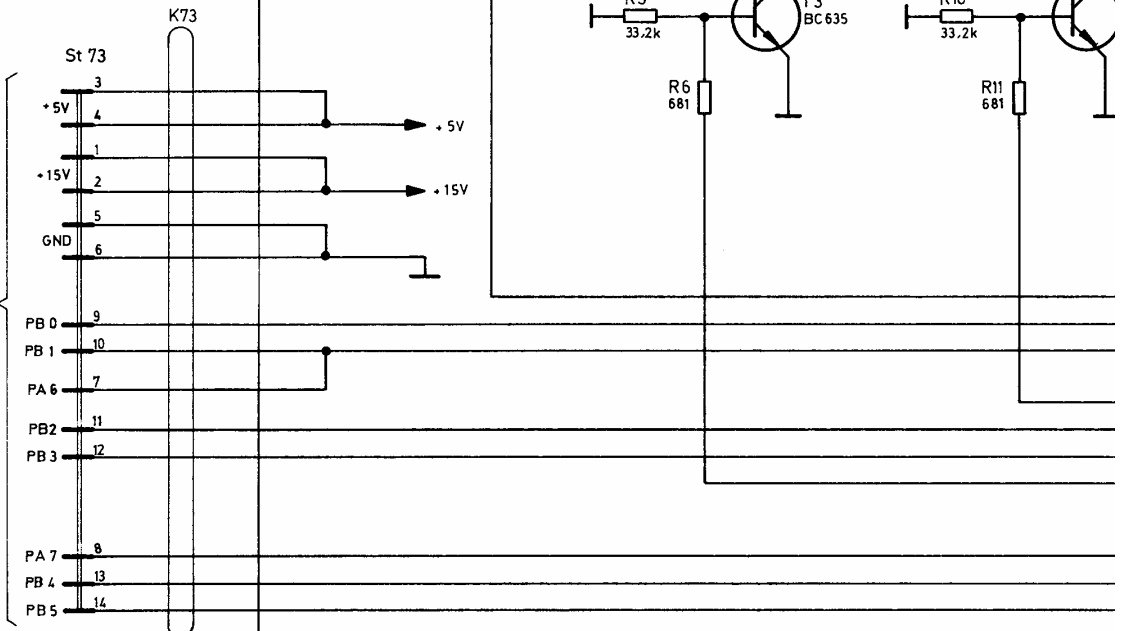 K73
St 73
3
+5V
4
+5V
1
+15V
2
+15V
5
GND
6
PB 0
9
PB 1
10
PA 6
7
PB2
11
PB 3
12
PA 7
8
PB 4
13
PB 5
14
33,2k
BC 635
R6
681
33,2k
R11
681